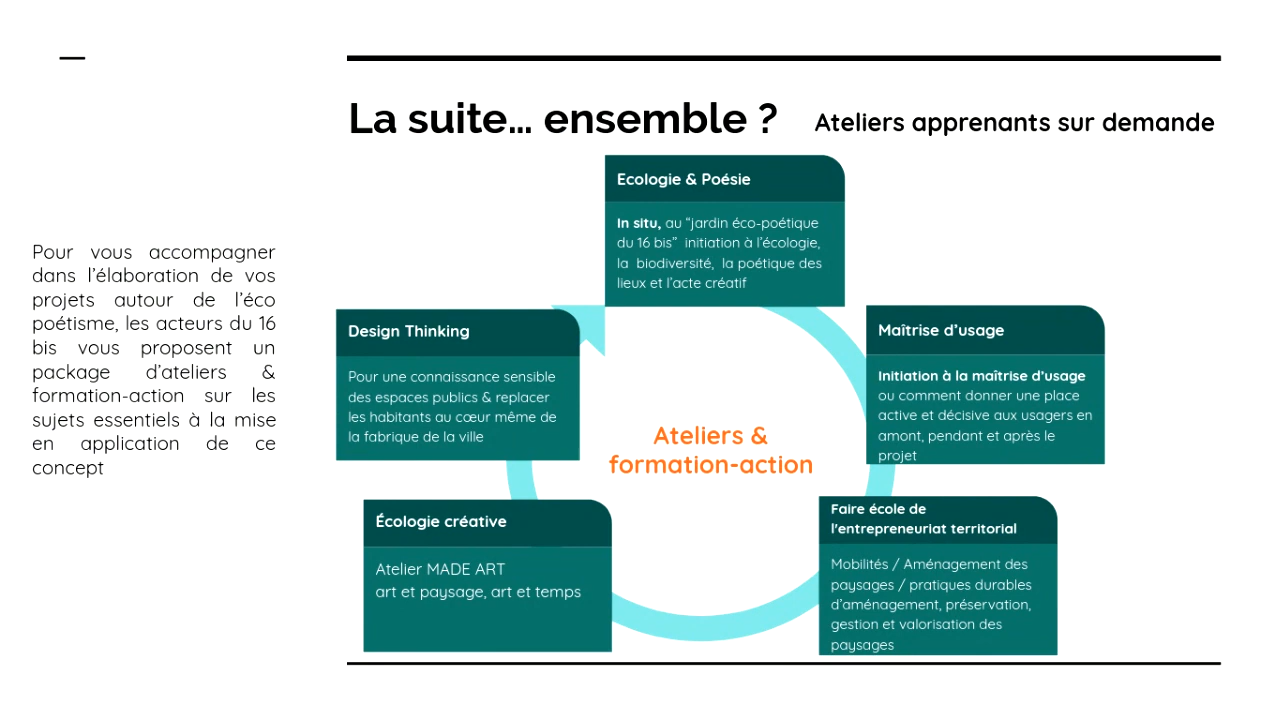 La suite... ensemble ?
Ateliers apprenants sur demande
Pour vous accompagner
dans l’élaboration de vos
projets autour de l’éco
poétisme, les acteurs du 16
bis vous proposent un
package d’ateliers &
formation-action sur les
sujets essentiels à la mise
en application de ce
concept
Ecologie & Poésie
In situ, au “jardin éco-poétique
du 16 bis” initiation à l’écologie,
la biodiversité, la poétique des
lieux et l’acte créatif
Maîtrise d’usage
Initiation à la maîtrise d’usage
ou comment donner une place
active et décisive aux usagers en
amont, pendant et après le
projet
Faire école de
l'entrepreneuriat territorial
Mobilités / Aménagement des
paysages / pratiques durables
d’aménagement, préservation,
gestion et valorisation des
paysages
Écologie créative
Atelier MADE ART
art et paysage, art et temps
Design Thinking
Pour une connaissance sensible
des espaces publics & replacer
les habitants au cœur même de
la fabrique de la ville
Ateliers &
formation-action